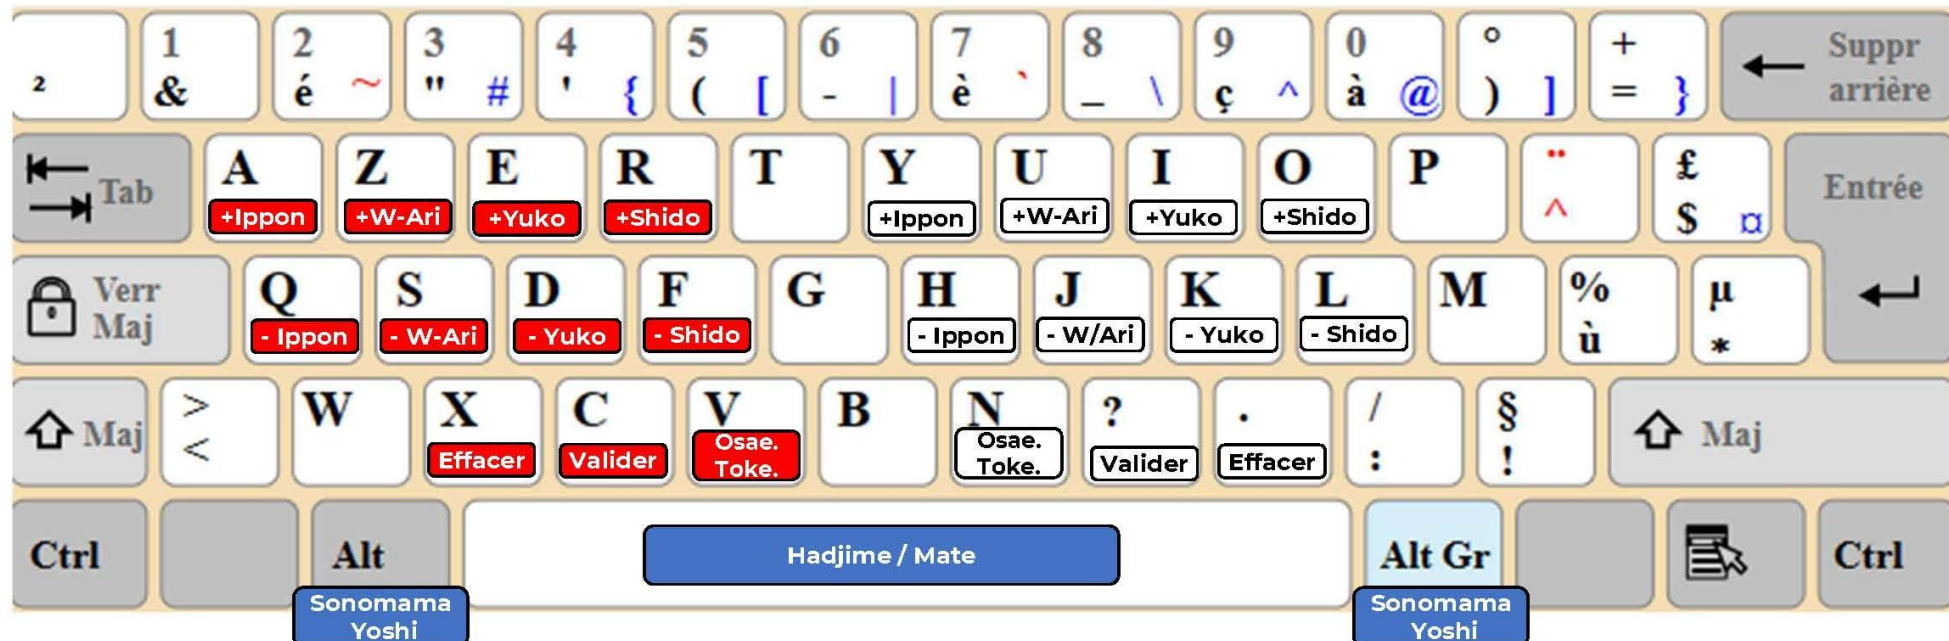 1 2 3 4 5 6 7 8 9 0 ° + Suppr
² & é ~ " # ' { ( [ - | è ` _ \ ç ^ à @ ) ] = } arrière
Tab A Z E R T Y U I O P ¨ £ Entrée
+Ippon +W-Ari +Yuko +Shido +Ippon +W-Ari +Yuko +Shido ^ $ ¤
Verr Q S D F G H J K L M % µ
Maj - Ippon - W-Ari - Yuko - Shido - Ippon - W/Ari - Yuko - Shido ù *
Maj > W X C V B N ? . / § Maj
< Effacer Valider Osae. Osae. Valider Effacer : !
Toke. Toke.
Ctrl Alt Hadjime / Mate Alt Gr Ctrl
Sonomama Sonomama
Yoshi Yoshi